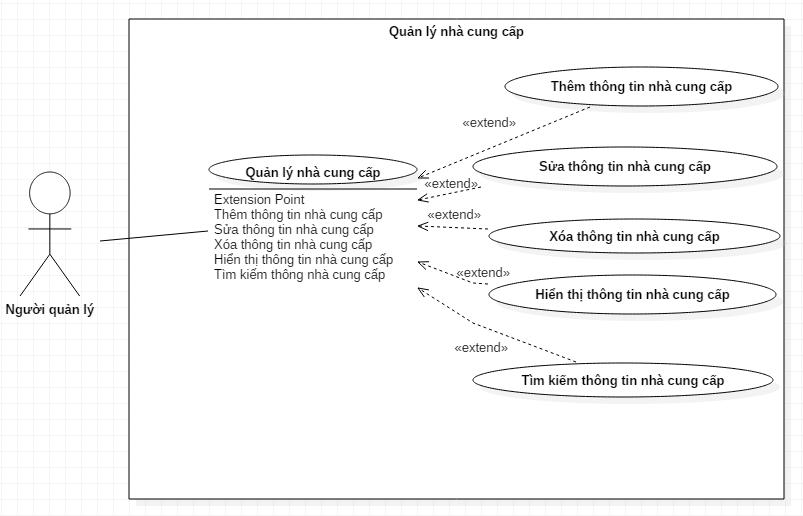 Quản lý nhà cung cấp
Thêm thông tin nhà cung cấp
«extend»
Sửa thông tin nhà cung cấp
Quản lý nhà cung cấp
«extend»
Extension Point
Thêm thông tin nhà cung cấp
Sửa thông tin nhà cung cấp
Xóa thông tin nhà cung cấp
Hiển thị thông tin nhà cung cấp
Tìm kiếm thông nhà cung cấp
«extend»
Xóa thông tin nhà cung cấp
«extend»
Hiển thị thông tin nhà cung cấp
Người quản lý
«extend»
Tìm kiếm thông tin nhà cung cấp